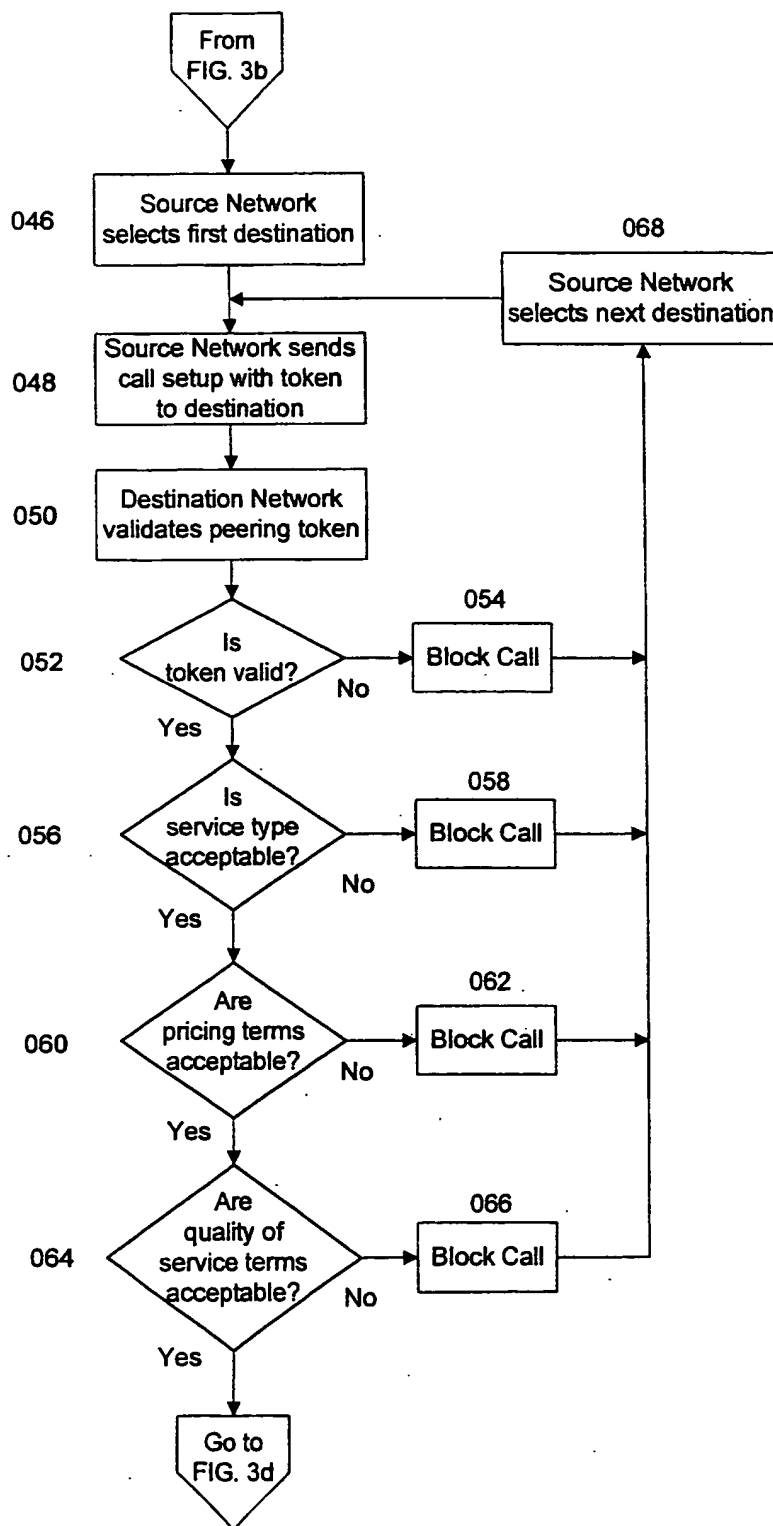 From
FIG. 3b
046
Source Network
selects first destination
068
Source Network
selects next destination
048
Source Network sends
call setup with token
to destination
050
Destination Network
validates peering token
052
Is
token valid?
No
054
Block Call
Yes
056
Is
service type
acceptable?
No
058
Block Call
Yes
060
Are
pricing terms
acceptable?
No
062
Block Call
Yes
064
Are
quality of
service terms
acceptable?
No
066
Block Call
Yes
Go to
FIG. 3d